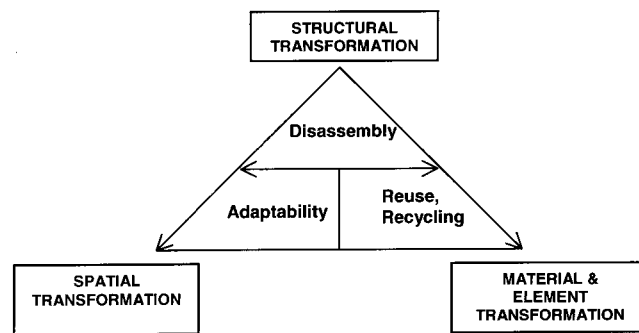 STRUCTURAL
TRANSFORMATION
Disassembly
Adaptability
Reuse,
Recycling
SPATIAL
TRANSFORMATION
MATERIAL &
ELEMENT
TRANSFORMATION